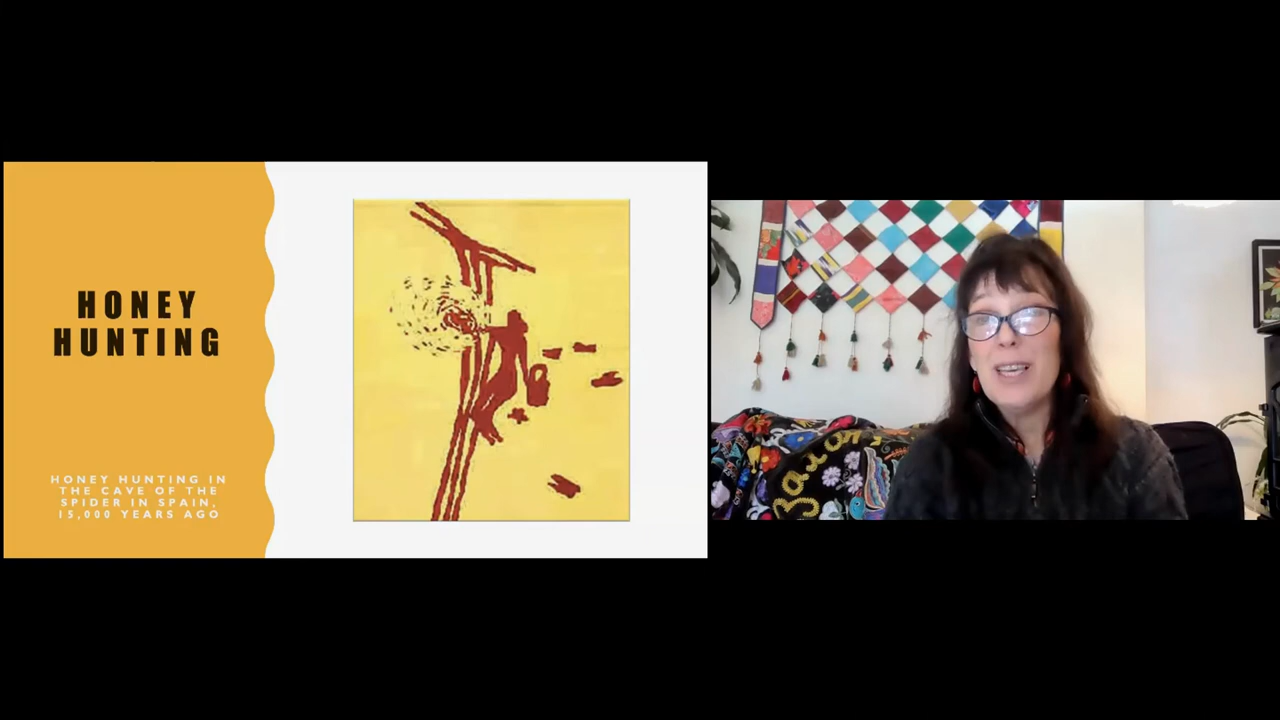 HONEY
HUNTING
HONEY HUNTING IN
THE CAVE OF THE
SPIDER IN SPAIN,
15,000 YEARS AGO